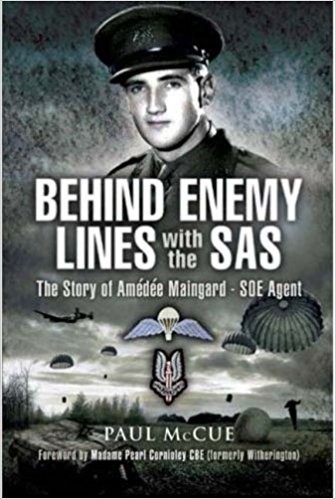 BEHIND ENEMY
LINES with the SAS
The Story of Amédée Maingard - SOE Agent
PAUL McCUE
Foreword by Madame Pearl Cornioley CBE (formerly Witherington)